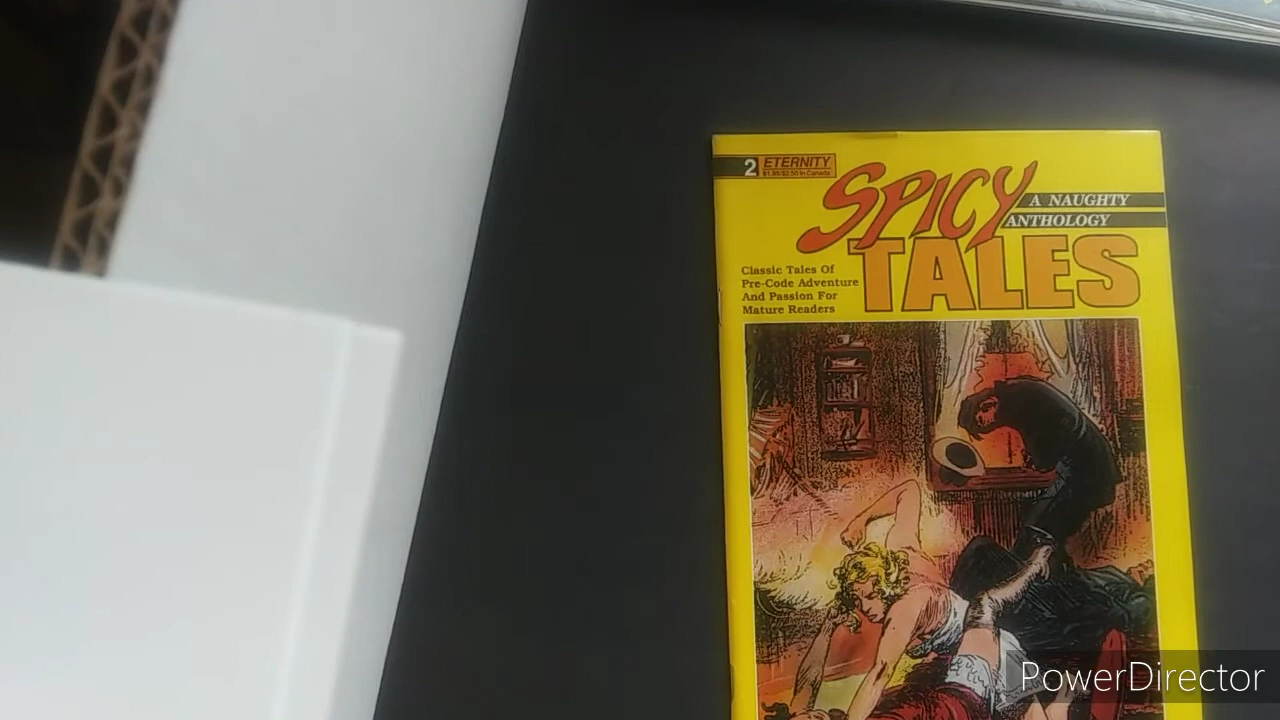 2 ETERNITY
$1.95/$2.50 In Canada
SPICY
A NAUGHTY
ANTHOLOGY
TALES
Classic Tales Of
Pre-Code Adventure
And Passion For
Mature Readers
PowerDirector